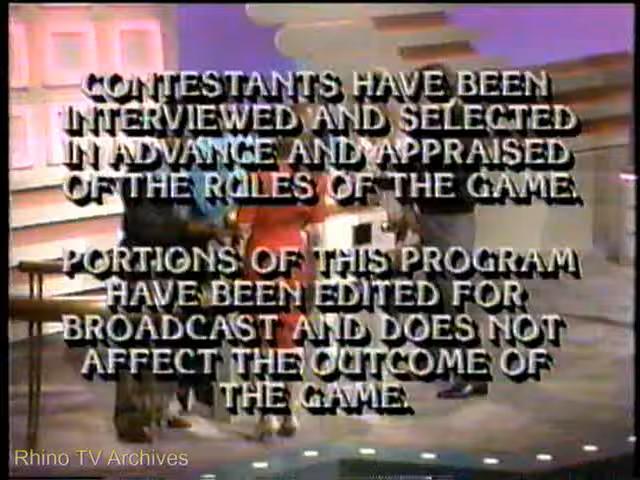 CONTESTANTS HAVE BEEN
INTERVIEWED AND SELECTED
IN ADVANCE AND APPRAISED
OF THE RULES OF THE GAME.
PORTIONS OF THIS PROGRAM
HAVE BEEN EDITED FOR
BROADCAST AND DOES NOT
AFFECT THE OUTCOME OF
THE GAME.
Rhino TV Archives